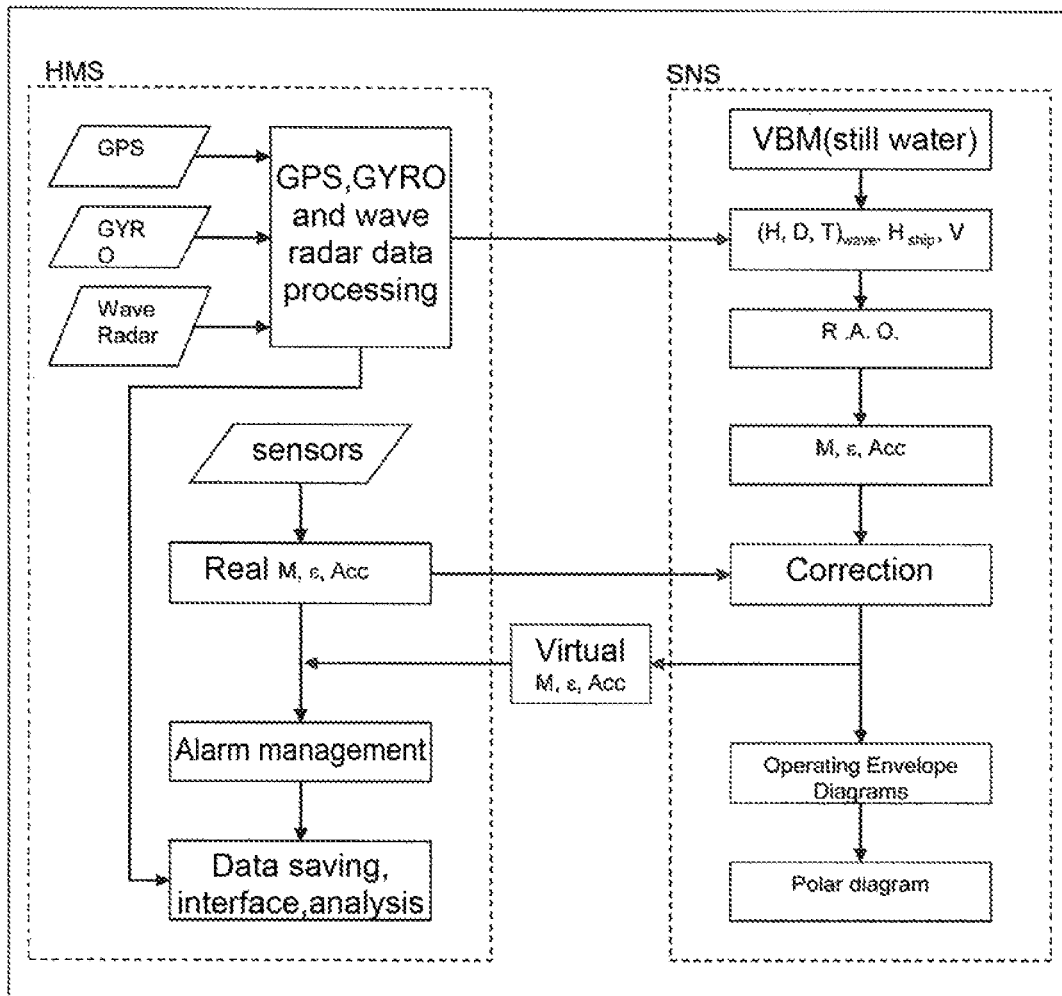 HMS
GPS
GYR
O
Wave
Radar
GPS,GYRO
and wave
radar data
processing
sensors
Real M, ε, Acc
Alarm management
Data saving,
interface,analysis
Virtual
M, ε, Acc
SNS
VBM(still water)
(H, D, T)wave, H ship, V
R .A. O.
M, ε, Acc
Correction
Operating Envelope
Diagrams
Polar diagram